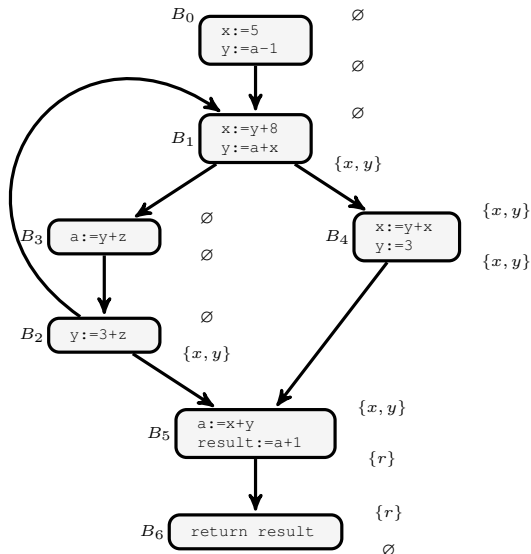 B₀
x:=5
y:=a−1
∅
∅
∅
B₁
x:=y+8
y:=a+x
{x, y}
B₃
a:=y+z
∅
∅
B₄
x:=y+x
y:=3
{x, y}
{x, y}
B₂
y:=3+z
∅
{x, y}
B₅
a:=x+y
result:=a+1
{x, y}
{r}
B₆
return result
{r}
∅